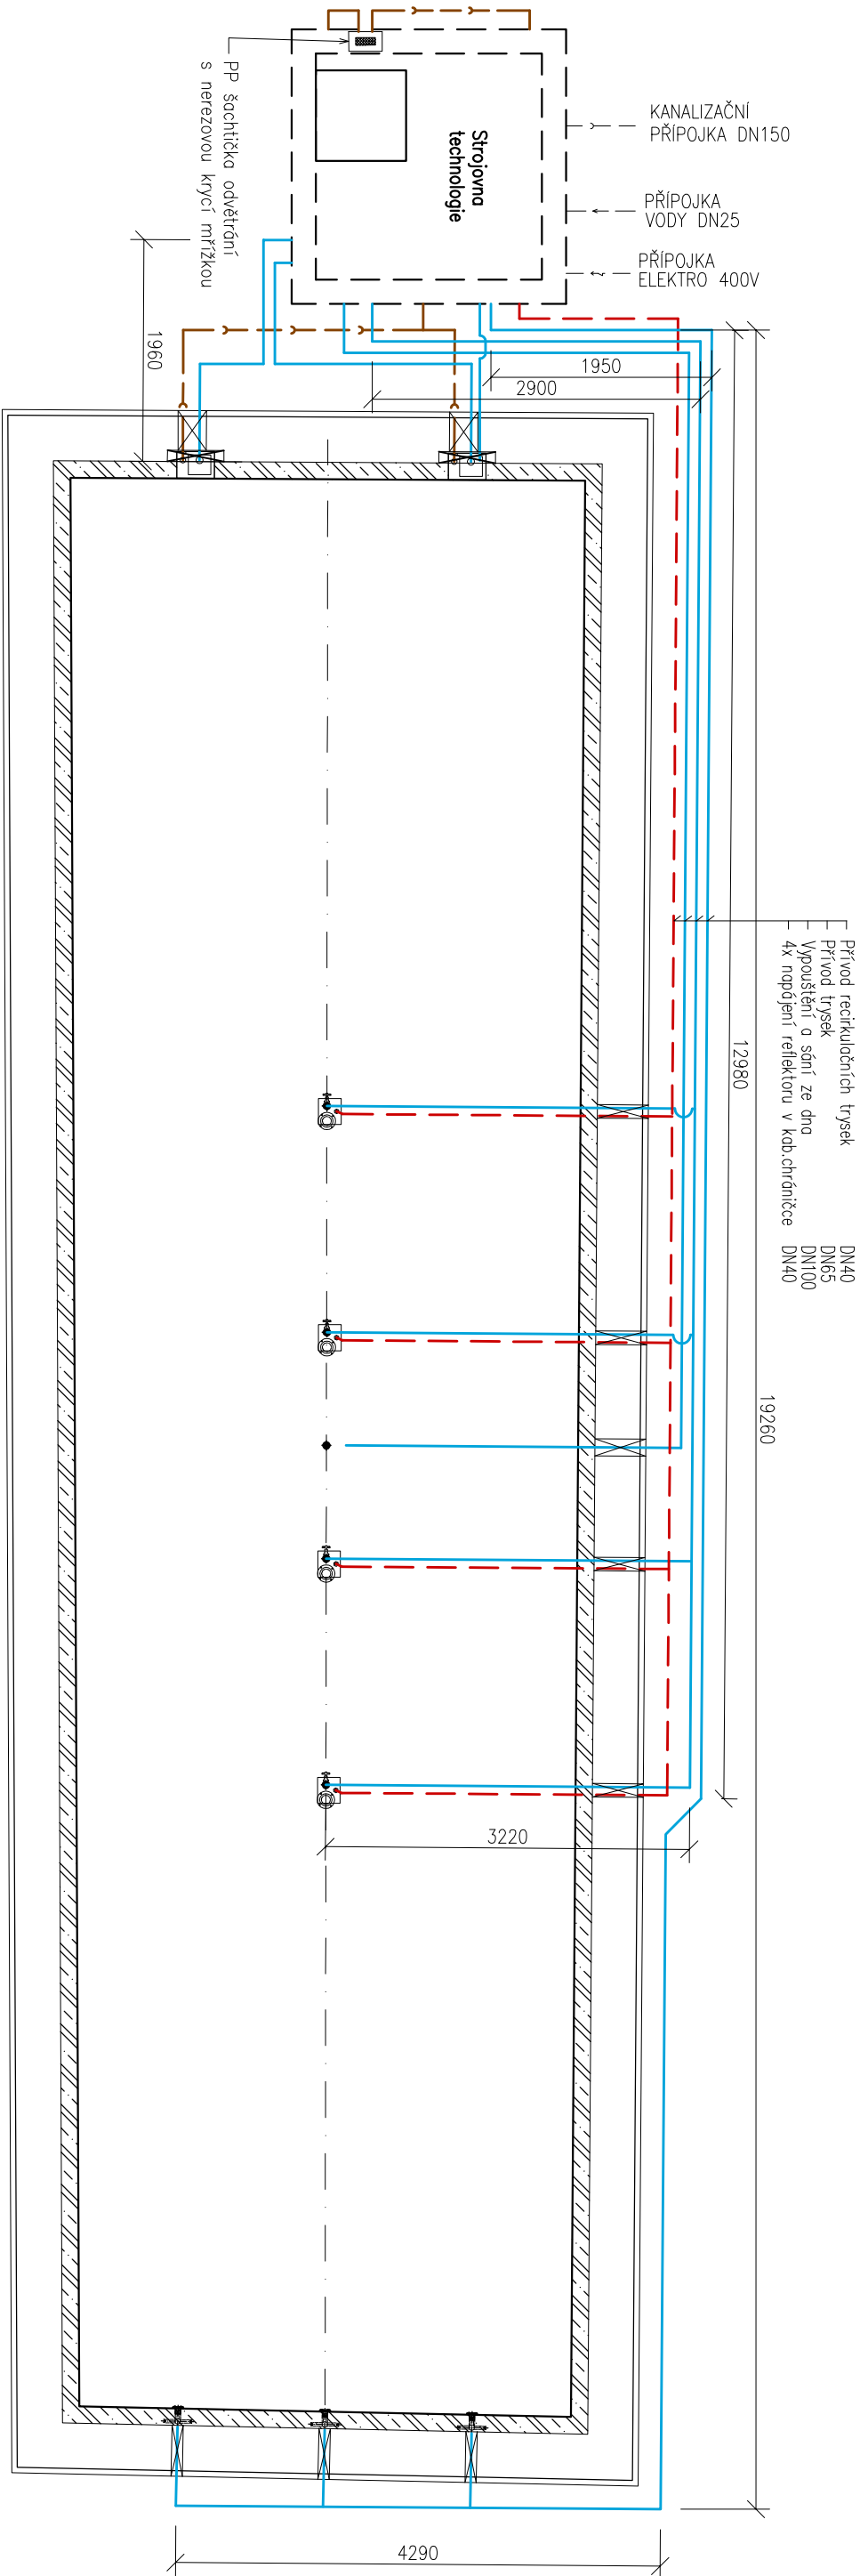 KANALIZAČNÍ
PŘÍPOJKA DN150
PŘÍPOJKA
VODY DN25
PŘÍPOJKA
ELEKTRO 400V
Strojovna
technologie
PP šachtička odvětrání
s nerezovou krycí mřížkou
1960
1950
2900
Přívod recirkulačních trysek DN40
Přívod trysek DN65
Vypouštění a sání ze dna DN100
4x napájení reflektoru v kab.chráničce DN40
12980
19260
3220
4290